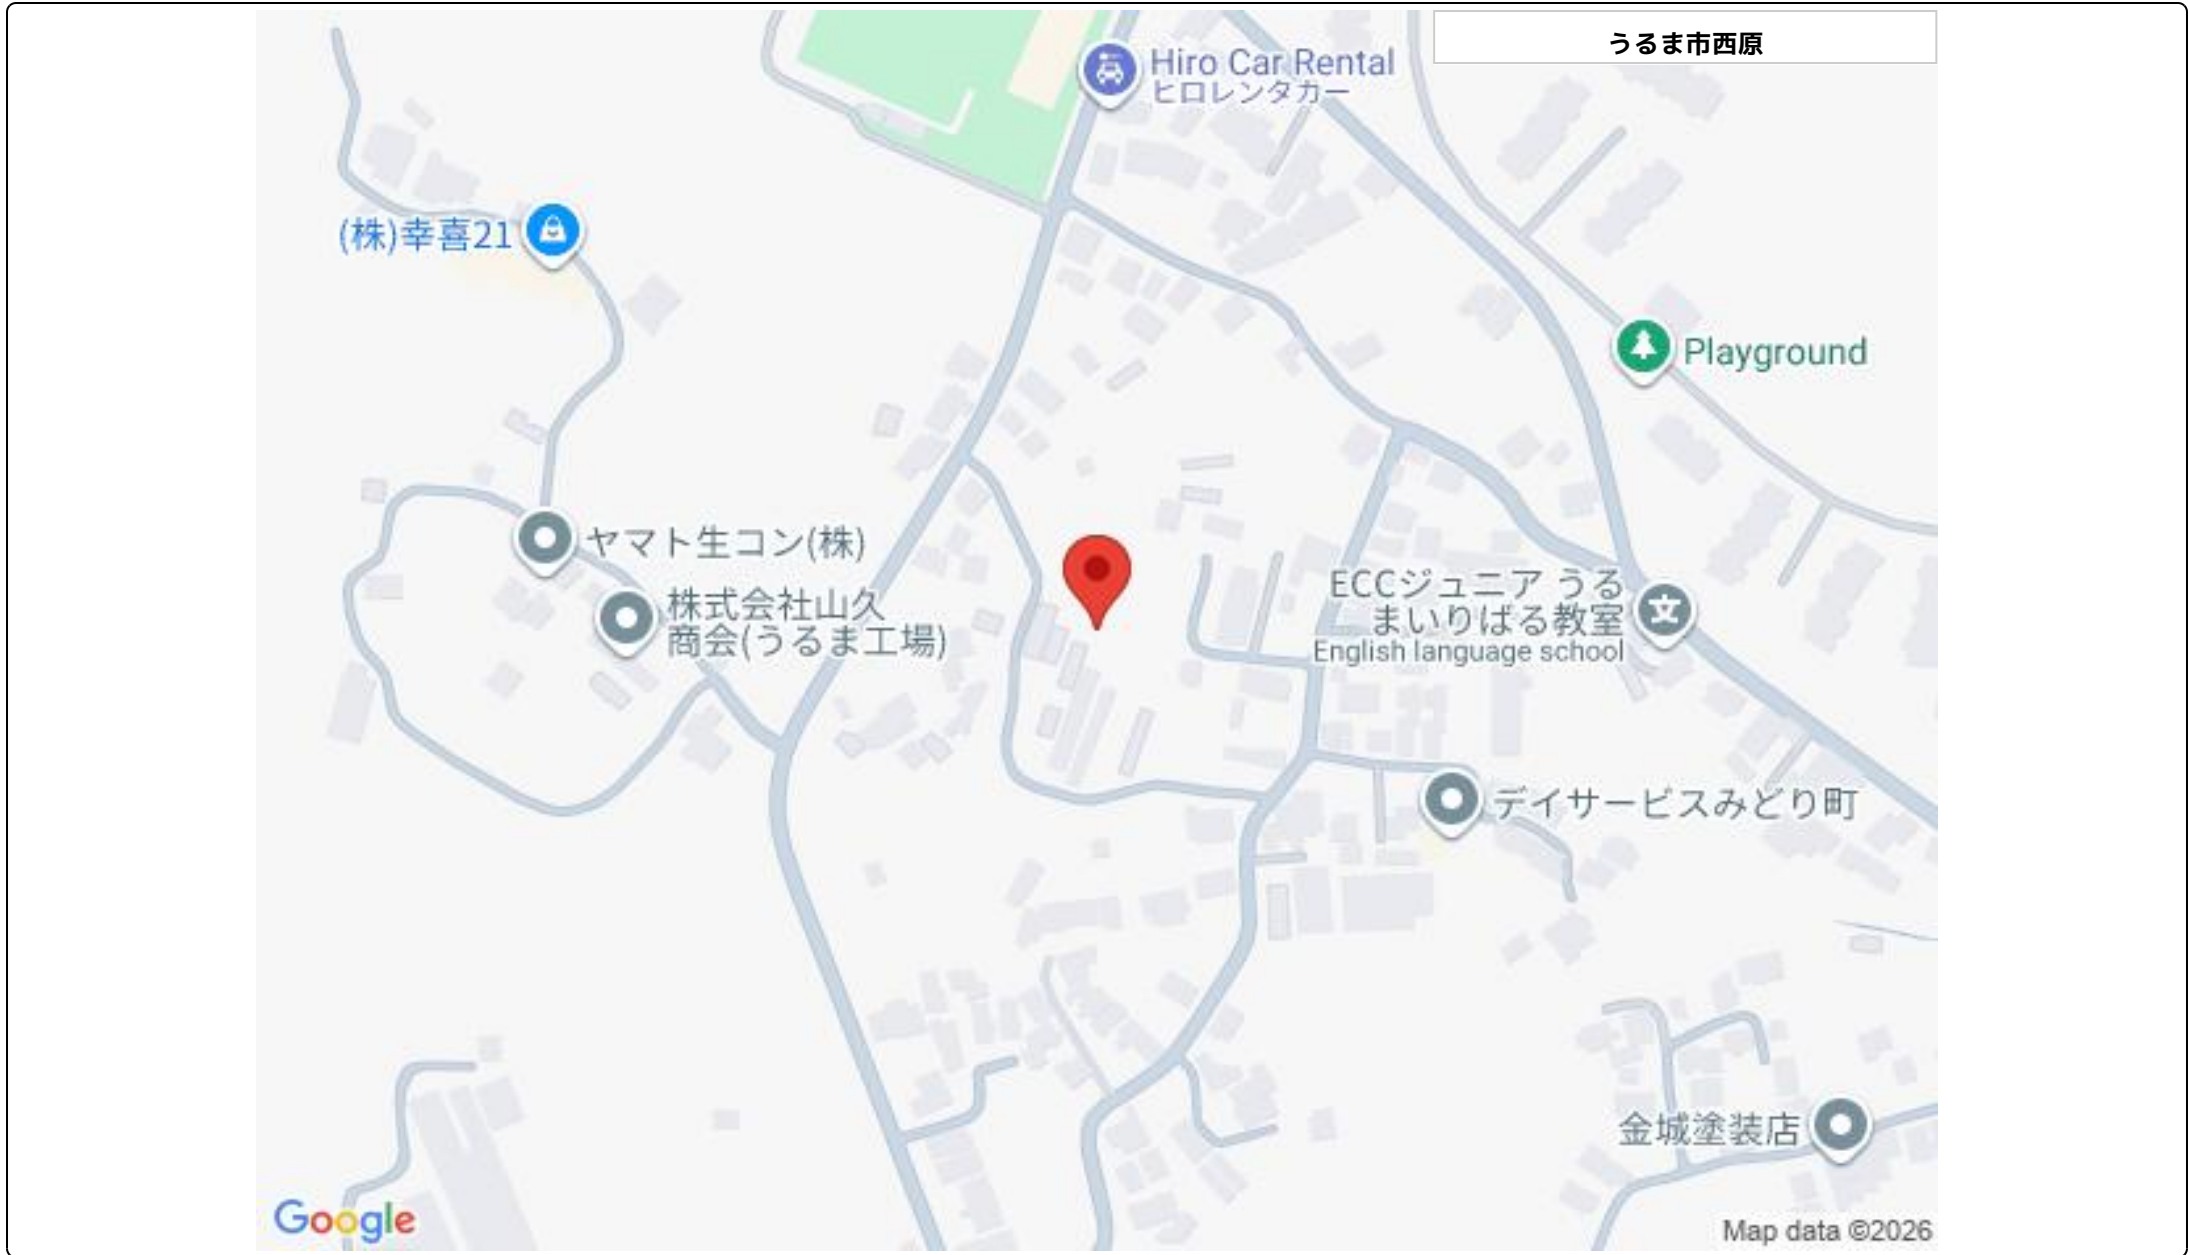 うるま市西原
Hiro Car Rental
ヒロレンタカー
(株)幸喜21
Playground
ヤマト生コン(株)
株式会社山久
商会(うるま工場)
ECCジュニア うる
まいりばる教室
English language school
デイサービスみどり町
金城塗装店
Google
Map data ©2026